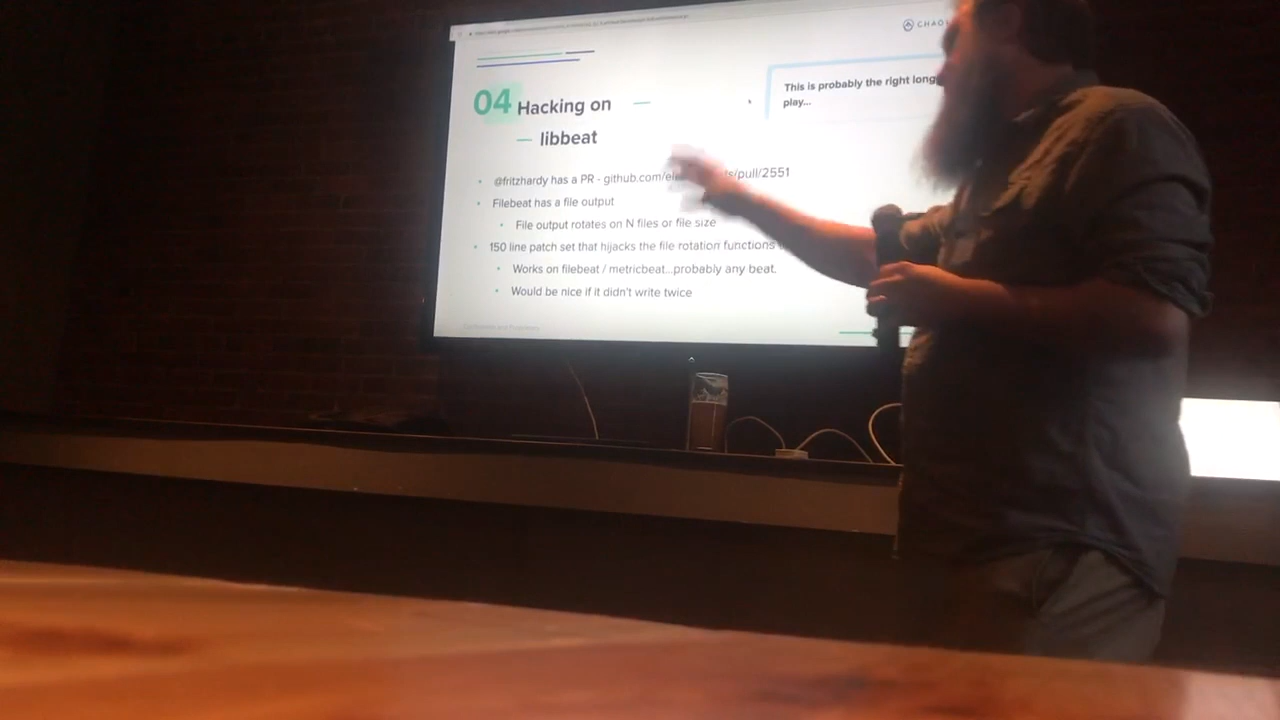 CHAO
04 Hacking on
libbeat
This is probably the right long
play...
@fritzhardy has a PR - github.com/el s/pull/2551
Filebeat has a file output
File output rotates on N files or file size
150 line patch set that hijacks the file rotation functions
Works on filebeat / metricbeat...probably any beat.
Would be nice if it didn't write twice